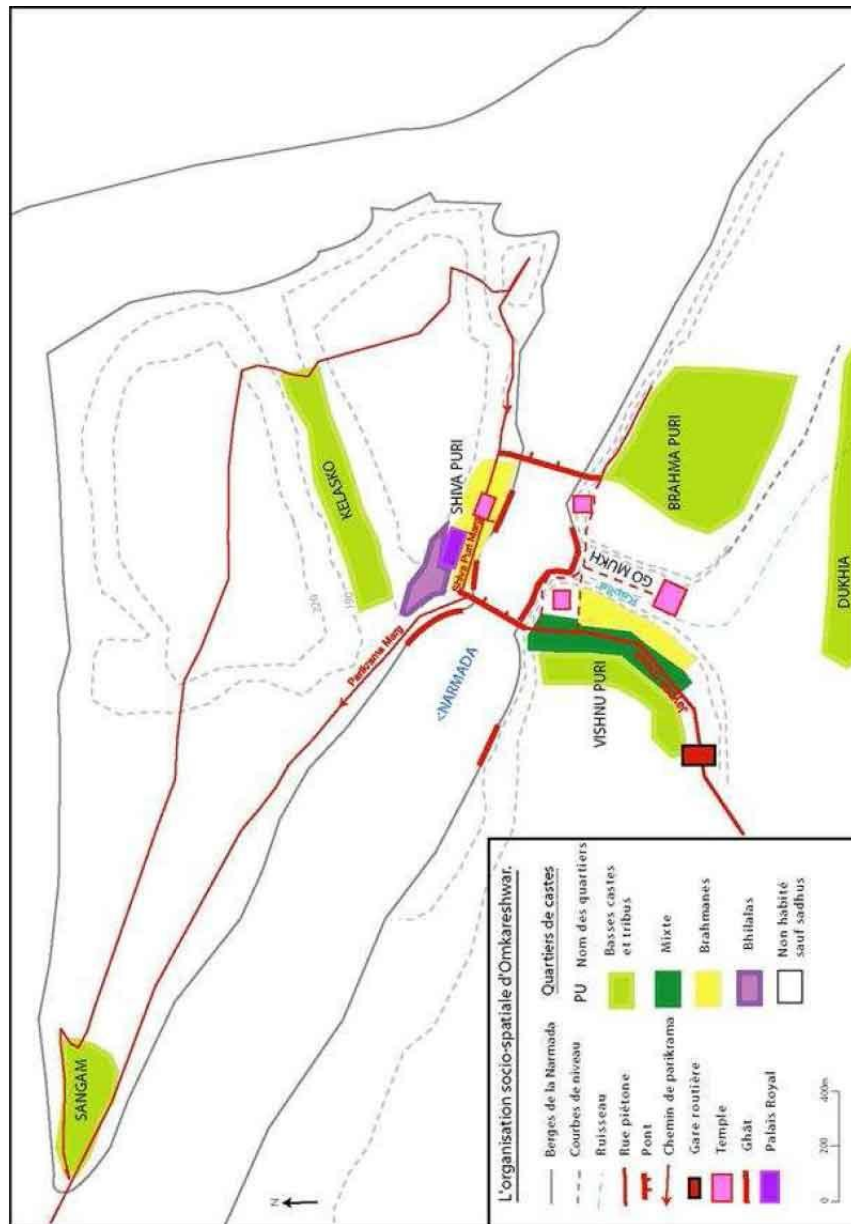 SANGAM
KELASKO
220
180
SHIVA PURI
Shiva Puri Marg
Parikrama Marg
<NARMADA
VISHNU PURI
GO MUKH
Kapila
BRAHMA PURI
DUKHIA
N
L'organisation socio-spatiale d'Omkareshwar.
Berges de la Narmada
Courbes de niveau
Ruisseau
Rue piétone
Pont
Chemin de parikrama
Gare routière
Temple
Ghât
Palais Royal
Quartiers de castes
PU Nom des quartiers
Basses castes
et tribus
Mixte
Brahmanes
Bhilalas
Non habité
sauf sadhus
0 200 400m